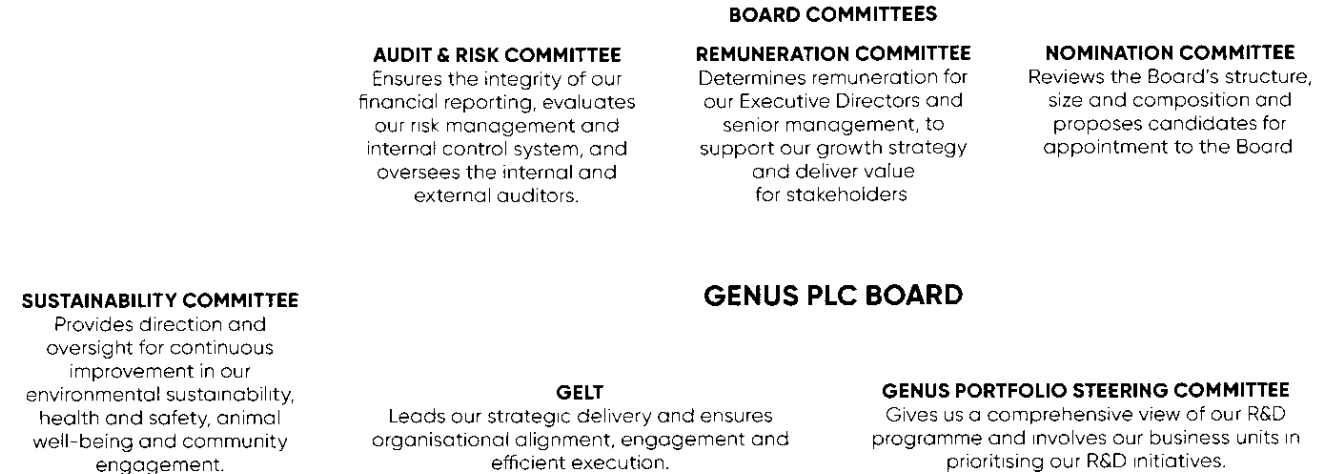 BOARD COMMITTEES
AUDIT & RISK COMMITTEE
Ensures the integrity of our
financial reporting, evaluates
our risk management and
internal control system, and
oversees the internal and
external auditors.
REMUNERATION COMMITTEE
Determines remuneration for
our Executive Directors and
senior management, to
support our growth strategy
and deliver value
for stakeholders
NOMINATION COMMITTEE
Reviews the Board's structure,
size and composition and
proposes candidates for
appointment to the Board
SUSTAINABILITY COMMITTEE
Provides direction and
oversight for continuous
improvement in our
environmental sustainability,
health and safety, animal
well-being and community
engagement.
GENUS PLC BOARD
GELT
Leads our strategic delivery and ensures
organisational alignment, engagement and
efficient execution.
GENUS PORTFOLIO STEERING COMMITTEE
Gives us a comprehensive view of our R&D
programme and involves our business units in
prioritising our R&D initiatives.